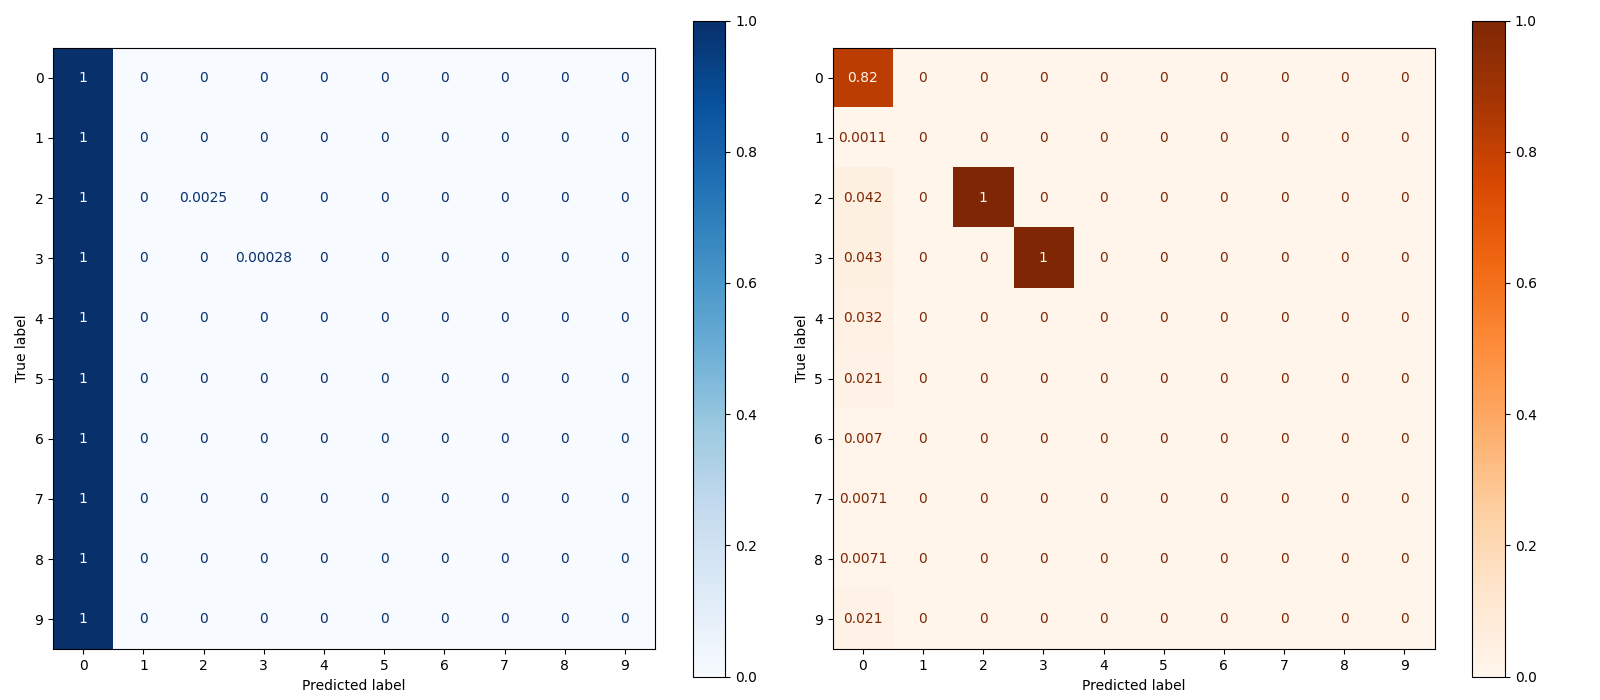 0 1 0 0 0 0 0 0 0 0 0
1 1 0 0 0 0 0 0 0 0 0
2 1 0 0.0025 0 0 0 0 0 0 0
3 1 0 0 0.00028 0 0 0 0 0 0
4 1 0 0 0 0 0 0 0 0 0
5 1 0 0 0 0 0 0 0 0 0
6 1 0 0 0 0 0 0 0 0 0
7 1 0 0 0 0 0 0 0 0 0
8 1 0 0 0 0 0 0 0 0 0
9 1 0 0 0 0 0 0 0 0 0
0 1 2 3 4 5 6 7 8 9
True label
Predicted label
1.0
0.8
0.6
0.4
0.2
0.0
0 0.82 0 0 0 0 0 0 0 0 0
1 0.0011 0 0 0 0 0 0 0 0 0
2 0.042 0 1 0 0 0 0 0 0 0
3 0.043 0 0 1 0 0 0 0 0 0
4 0.032 0 0 0 0 0 0 0 0 0
5 0.021 0 0 0 0 0 0 0 0 0
6 0.007 0 0 0 0 0 0 0 0 0
7 0.0071 0 0 0 0 0 0 0 0 0
8 0.0071 0 0 0 0 0 0 0 0 0
9 0.021 0 0 0 0 0 0 0 0 0
0 1 2 3 4 5 6 7 8 9
True label
Predicted label
1.0
0.8
0.6
0.4
0.2
0.0